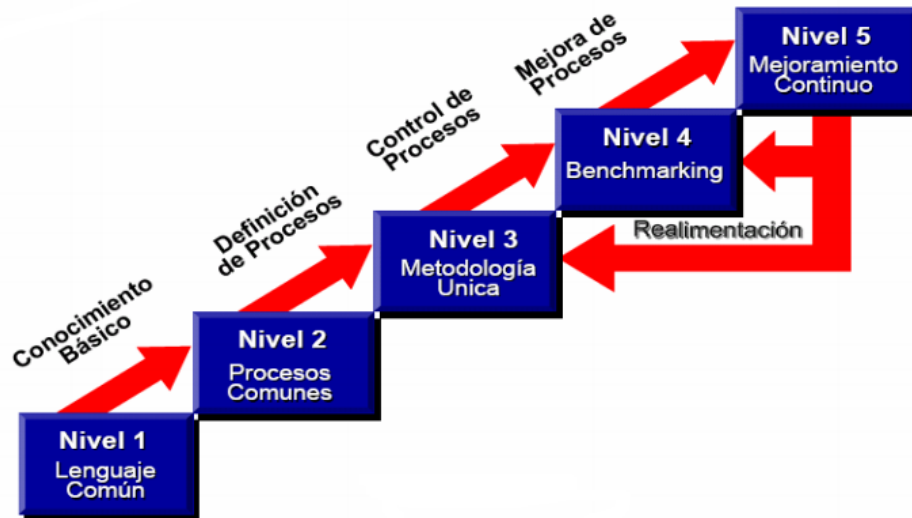 Nivel 1
Lenguaje
Común
Conocimiento
Básico
Nivel 2
Procesos
Comunes
Definición
de Procesos
Nivel 3
Metodología
Unica
Control de
Procesos
Nivel 4
Benchmarking
Mejora de
Procesos
Nivel 5
Mejoramiento
Continuo
Realimentación